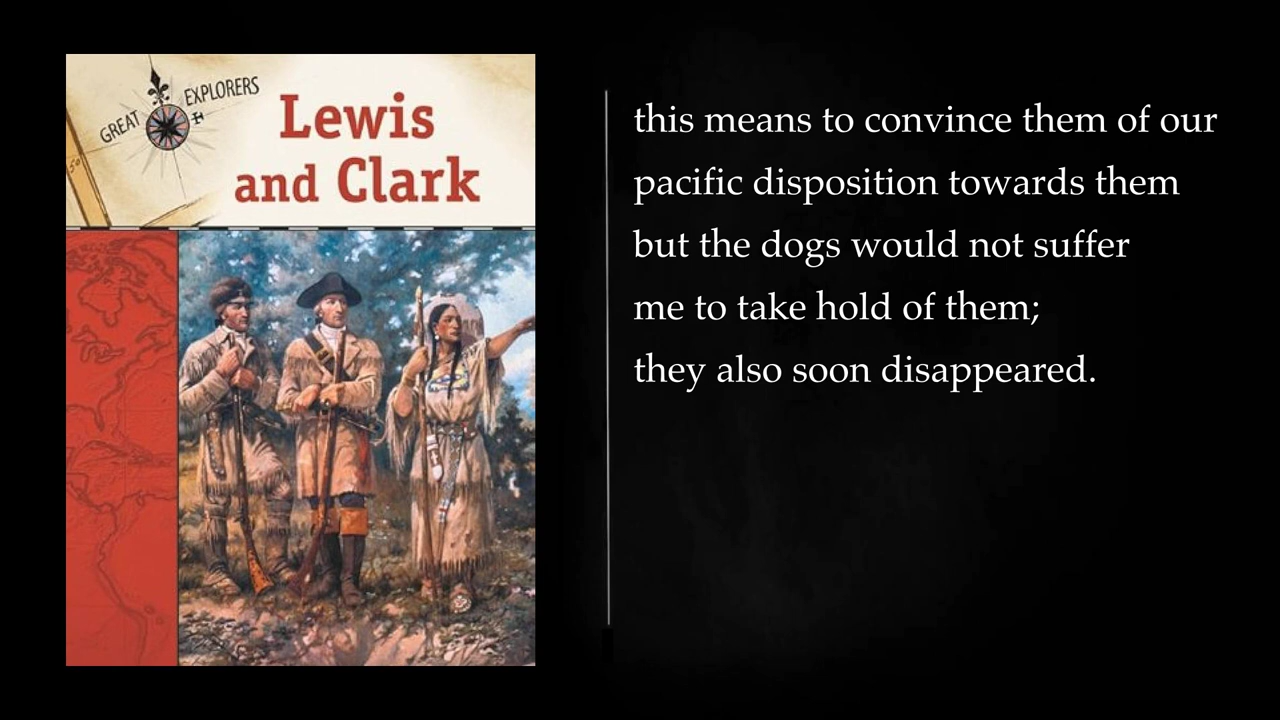 GREAT EXPLORERS
Lewis
and Clark
50
this means to convince them of our
pacific disposition towards them
but the dogs would not suffer
me to take hold of them;
they also soon disappeared.